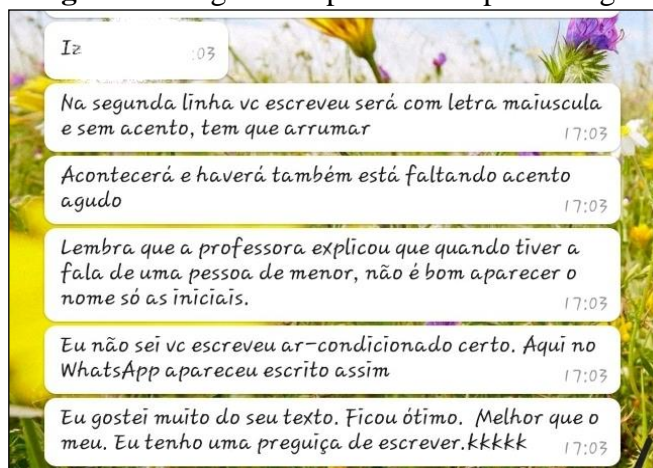 Iz :03
Na segunda linha vc escreveu será com letra maiuscula
e sem acento, tem que arrumar
17:03
Acontecerá e haverá também está faltando acento
agudo
17:03
Lembra que a professora explicou que quando tiver a
fala de uma pessoa de menor, não é bom aparecer o
nome só as iniciais.
17:03
Eu não sei vc escreveu ar-condicionado certo. Aqui no
WhatsApp apareceu escrito assim
17:03
Eu gostei muito do seu texto. Ficou ótimo. Melhor que o
meu. Eu tenho uma preguiça de escrever.kkkkk
17:03